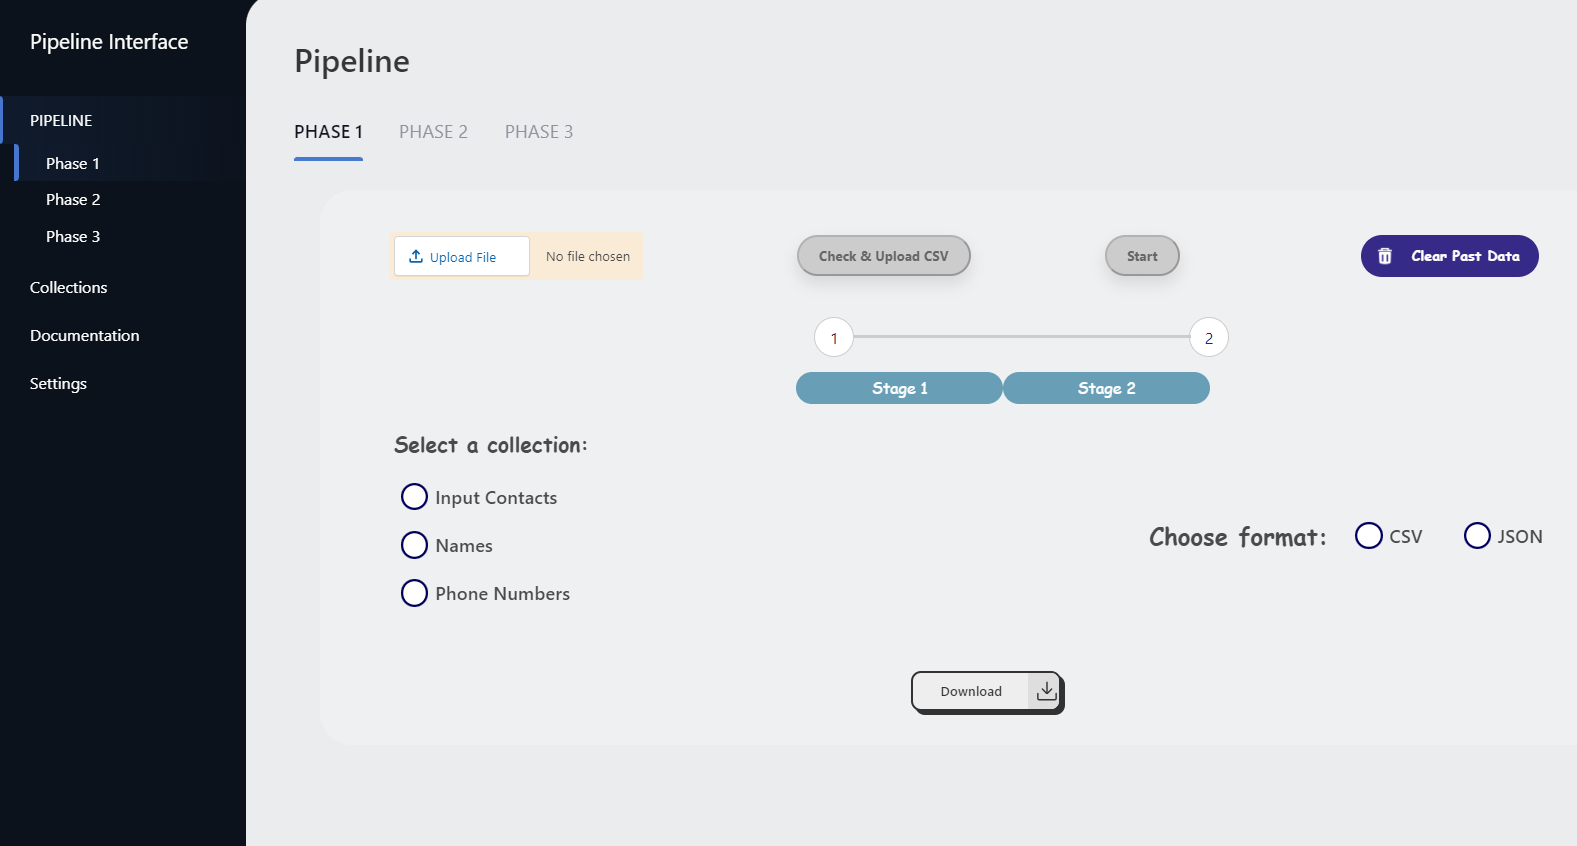 Pipeline Interface
PIPELINE
Phase 1
Phase 2
Phase 3
Collections
Documentation
Settings
Pipeline
PHASE 1 PHASE 2 PHASE 3
Upload File No file chosen Check & Upload CSV Start Clear Past Data
1 2
Stage 1 Stage 2
Select a collection:
Input Contacts
Names
Phone Numbers
Choose format: CSV JSON
Download